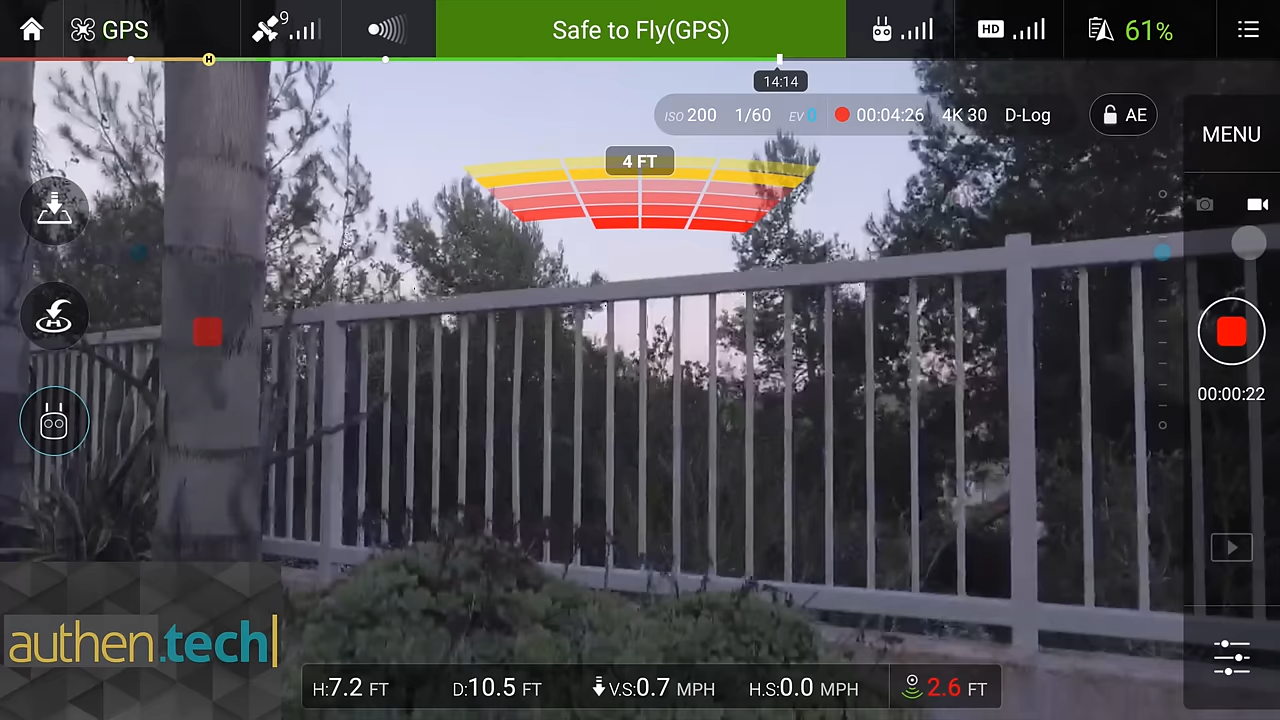 GPS
9
Safe to Fly(GPS)
HD
61%
H
14:14
ISO 200 1/60 EV 0 00:04:26 4K 30 D-Log
AE
MENU
4 FT
00:00:22
authen.tech
H:7.2 FT D:10.5 FT V.S:0.7 MPH H.S:0.0 MPH 2.6 FT